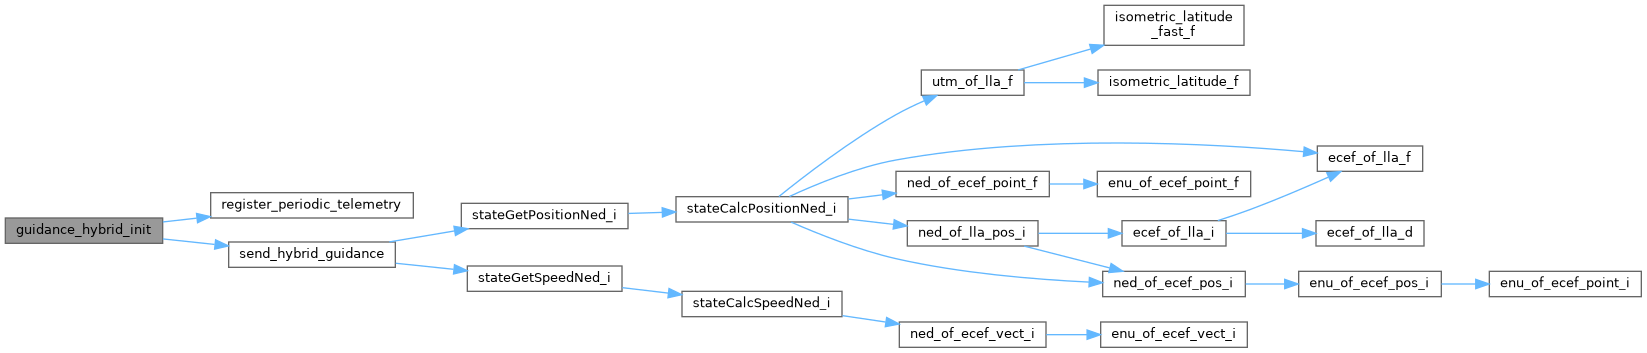 isometric_latitude
_fast_f
utm_of_lla_f
isometric_latitude_f
ecef_of_lla_f
ned_of_ecef_point_f
enu_of_ecef_point_f
register_periodic_telemetry
stateGetPositionNed_i
stateCalcPositionNed_i
guidance_hybrid_init
ned_of_lla_pos_i
ecef_of_lla_i
ecef_of_lla_d
send_hybrid_guidance
stateGetSpeedNed_i
ned_of_ecef_pos_i
enu_of_ecef_pos_i
enu_of_ecef_point_i
stateCalcSpeedNed_i
ned_of_ecef_vect_i
enu_of_ecef_vect_i